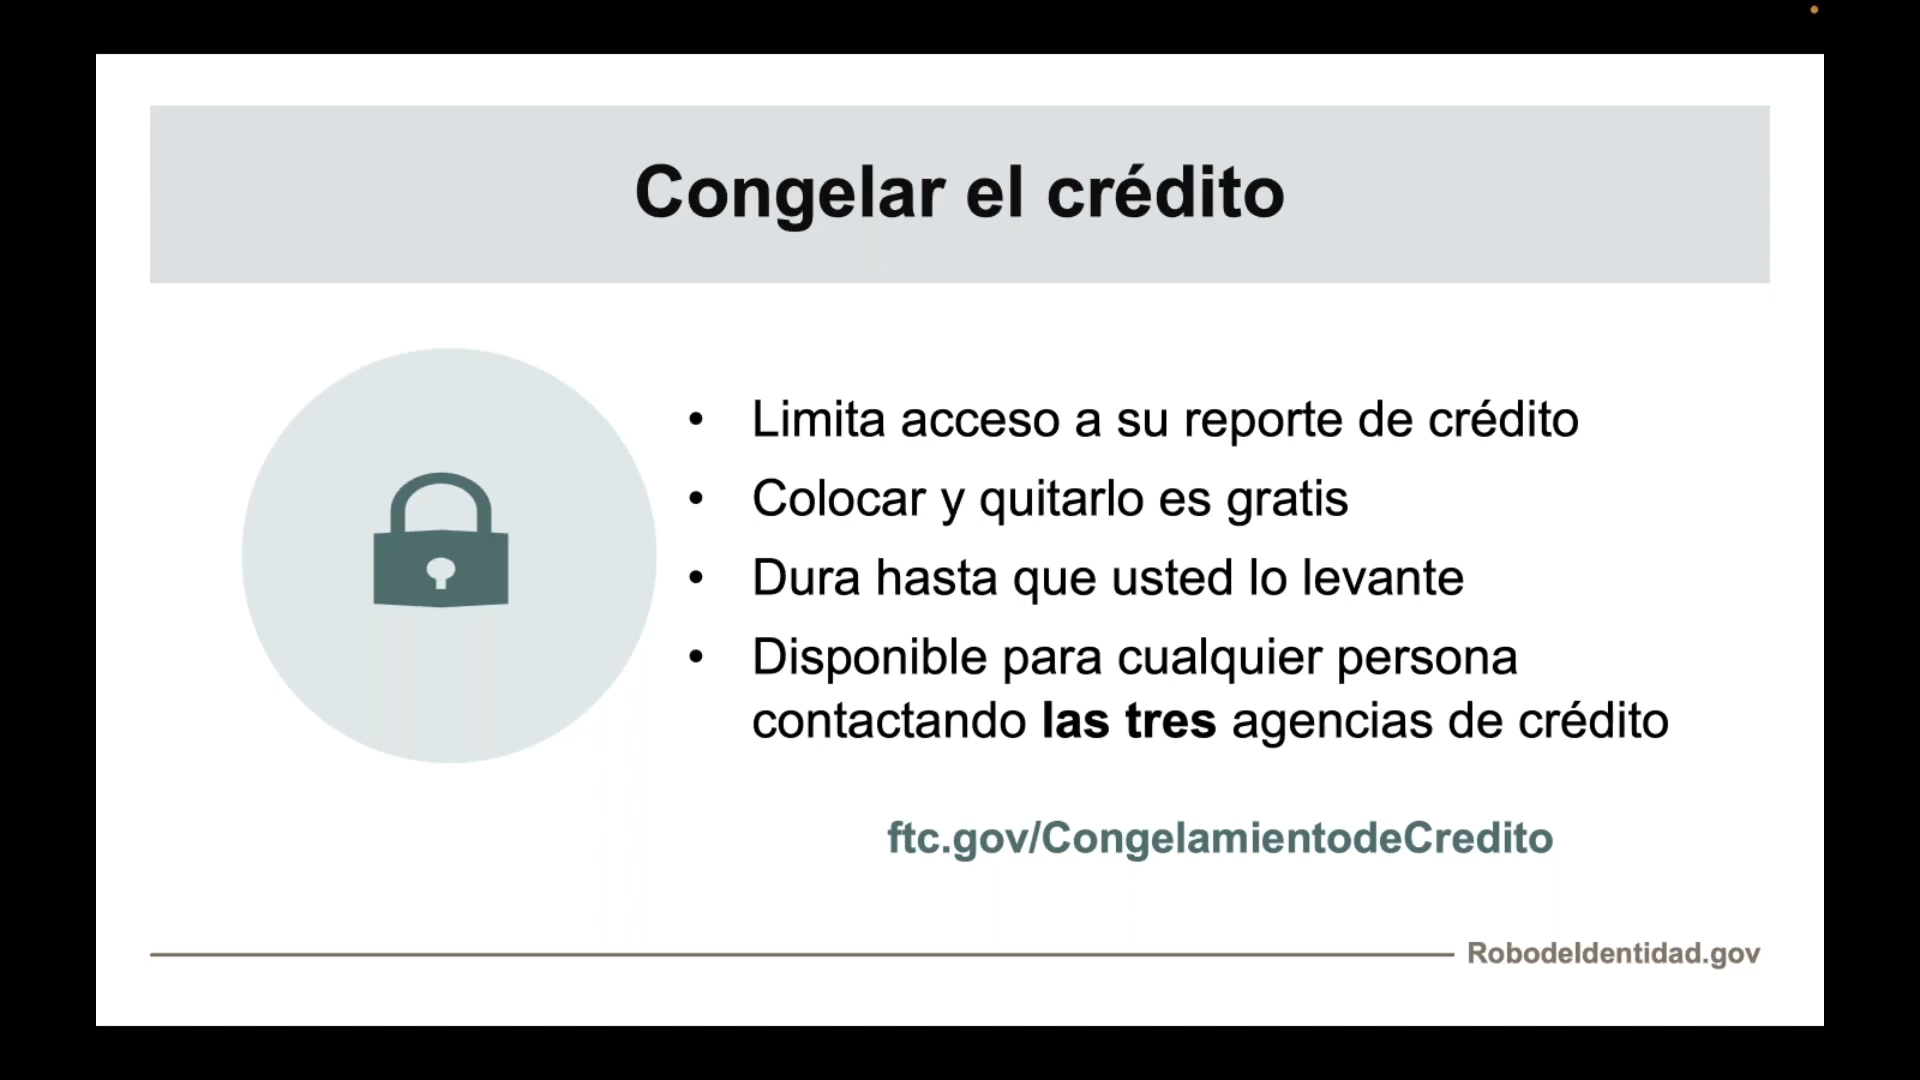 Congelar el crédito
• Limita acceso a su reporte de crédito
• Colocar y quitarlo es gratis
• Dura hasta que usted lo levante
• Disponible para cualquier persona
contactando las tres agencias de crédito
ftc.gov/CongelamientodeCredito
RobodeIdentidad.gov